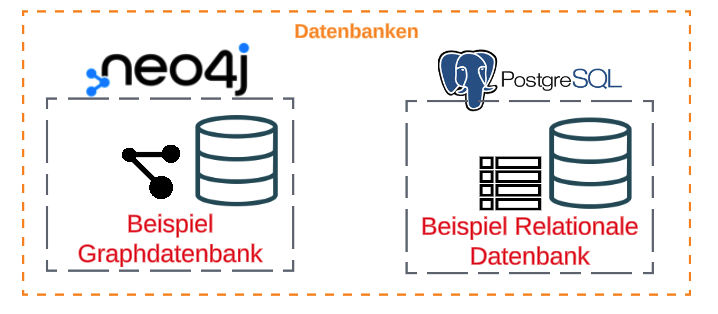 Datenbanken
neo4j
PostgreSQL
Beispiel
Graphdatenbank
Beispiel Relationale
Datenbank